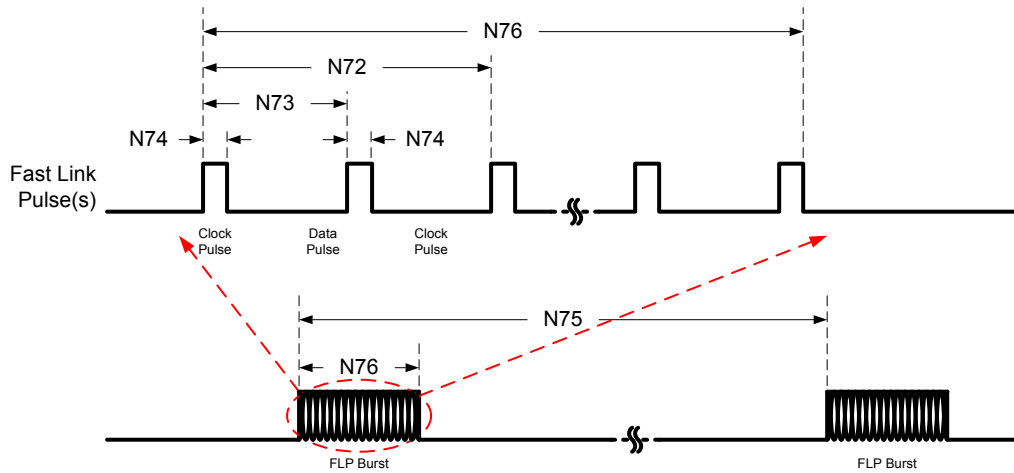 N76
N72
N73
N74
N74
Fast Link
Pulse(s)
Clock
Pulse
Data
Pulse
Clock
Pulse
N75
N76
FLP Burst
FLP Burst